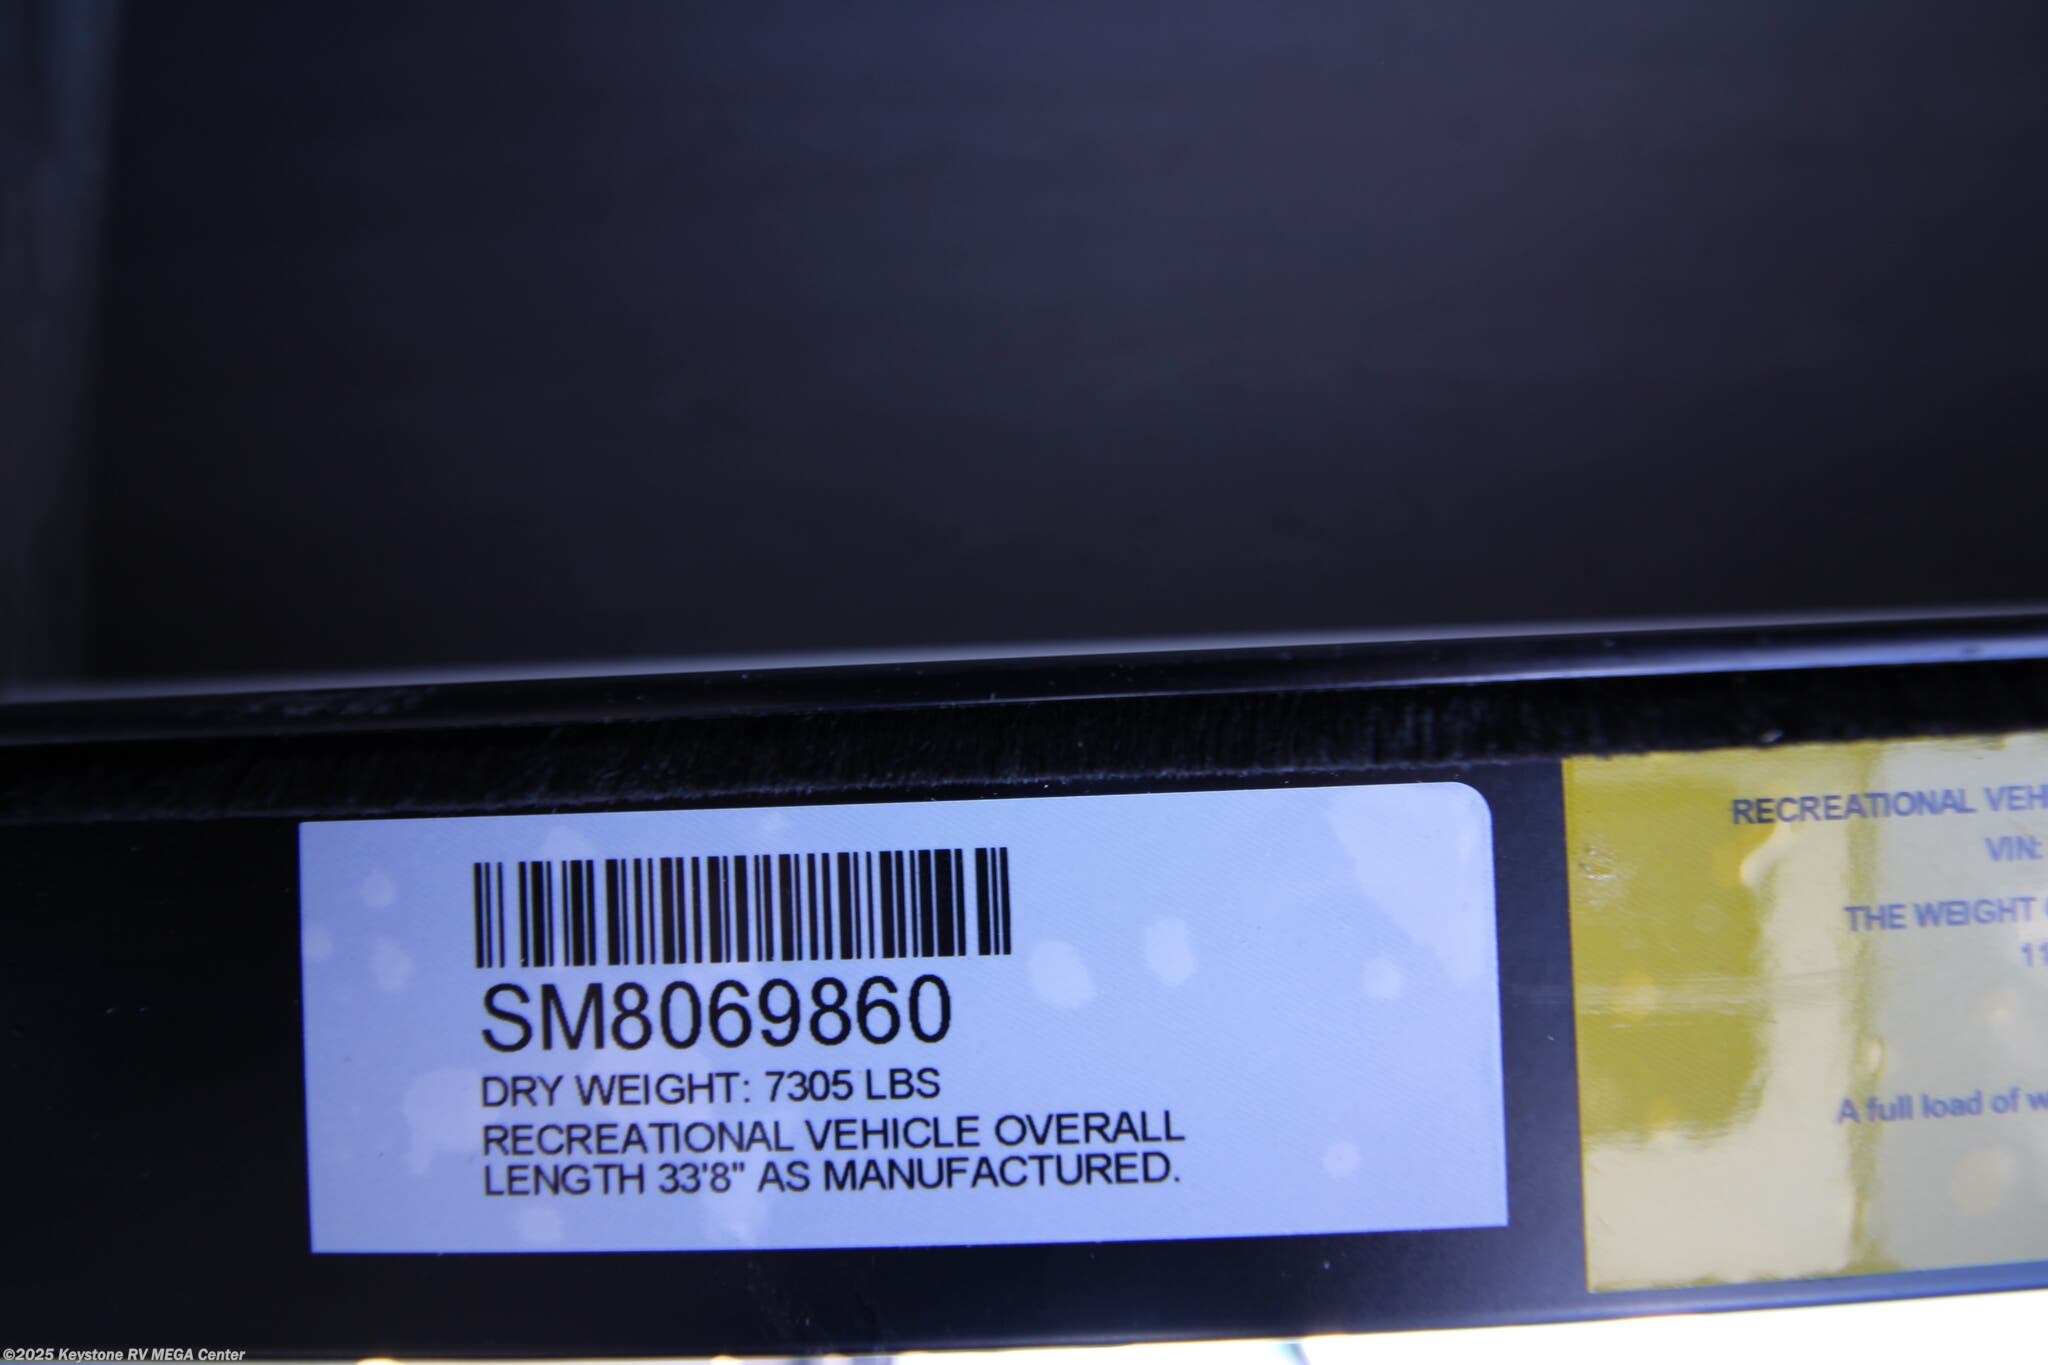 SM8069860
DRY WEIGHT: 7305 LBS
RECREATIONAL VEHICLE OVERALL
LENGTH 33'8" AS MANUFACTURED.
RECREATIONAL VEH
VIN:
THE WEIGHT
11
A full load of w
©2025 Keystone RV MEGA Center